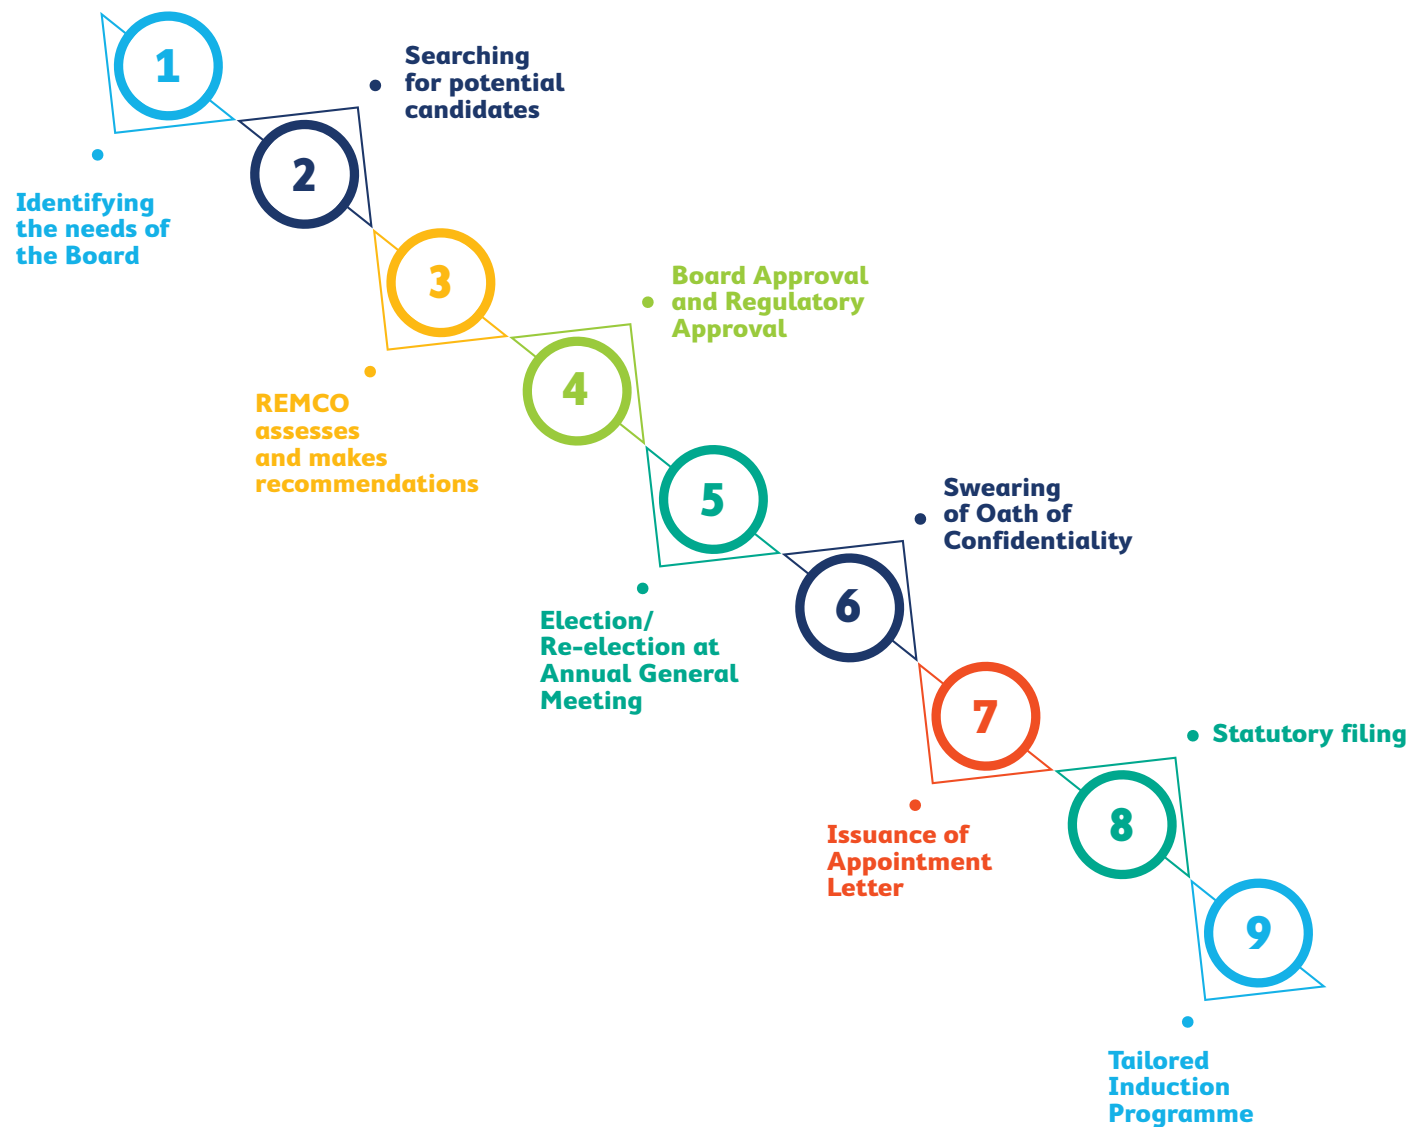 1
Identifying
the needs of
the Board
2
Searching
for potential
candidates
3
REMCO
assesses
and makes
recommendations
4
Board Approval
and Regulatory
Approval
5
Election/
Re-election at
Annual General
Meeting
6
Swearing
of Oath of
Confidentiality
7
Issuance of
Appointment
Letter
8
Statutory filing
9
Tailored
Induction
Programme